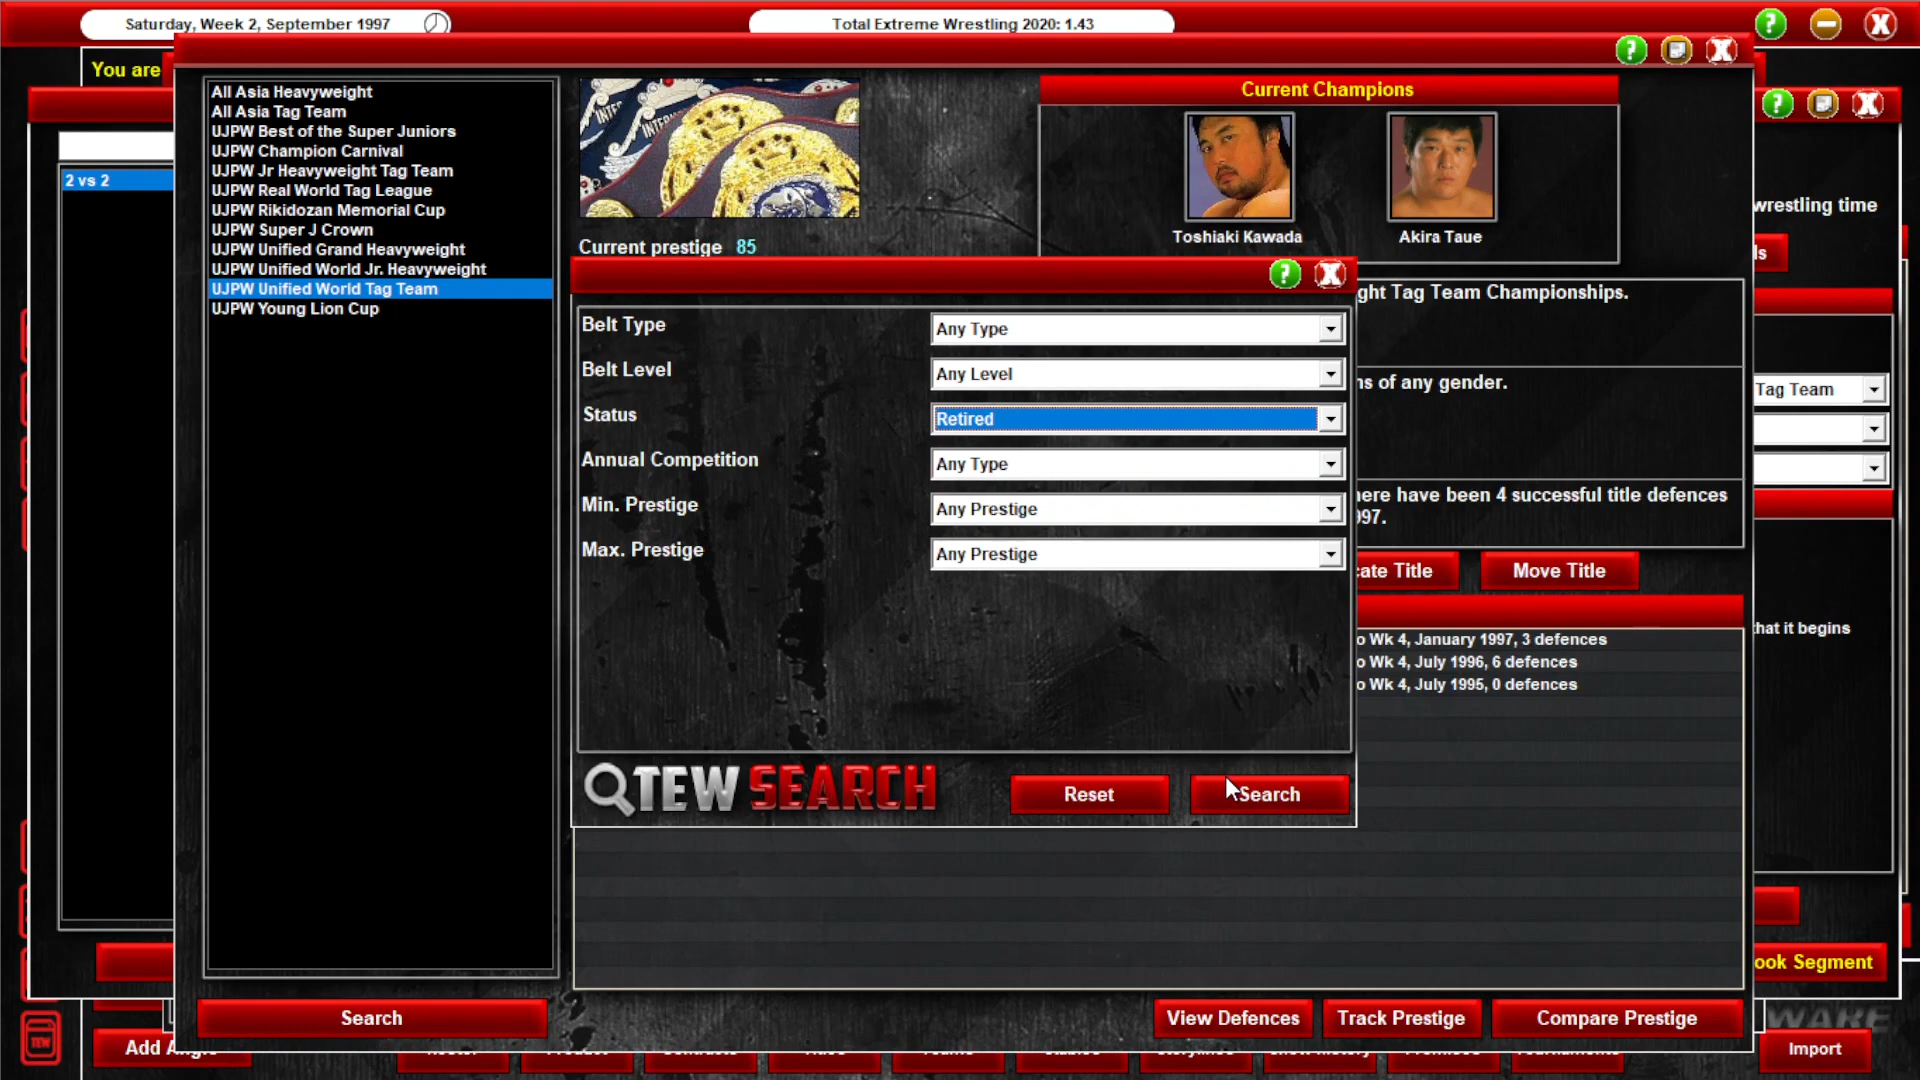 Saturday, Week 2, September 1997
Total Extreme Wrestling 2020: 1.43
You are
2 vs 2
All Asia Heavyweight
All Asia Tag Team
UJPW Best of the Super Juniors
UJPW Champion Carnival
UJPW Jr Heavyweight Tag Team
UJPW Real World Tag League
UJPW Rikidozan Memorial Cup
UJPW Super J Crown
UJPW Unified Grand Heavyweight
UJPW Unified World Jr. Heavyweight
UJPW Unified World Tag Team
UJPW Young Lion Cup
Current prestige 85
Current Champions
Toshiaki Kawada
Akira Taue
Belt Type
Any Type
Belt Level
Any Level
Status
Retired
Annual Competition
Any Type
Min. Prestige
Any Prestige
Max. Prestige
Any Prestige
TEW SEARCH
Reset
Search
ght Tag Team Championships.
ns of any gender.
here have been 4 successful title defences
997.
cate Title
Move Title
o Wk 4, January 1997, 3 defences
o Wk 4, July 1996, 6 defences
o Wk 4, July 1995, 0 defences
wrestling time
ls
Tag Team
that it begins
ook Segment
Search
View Defences
Track Prestige
Compare Prestige
Add Angle
Import